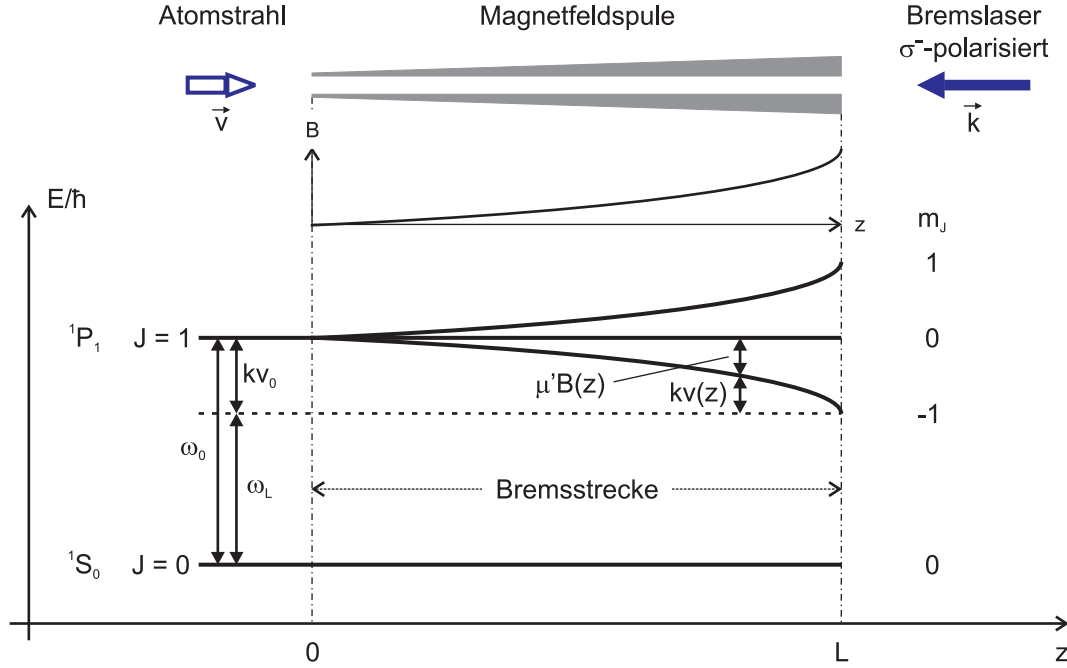 Atomstrahl
Magnetfeldspule
Bremslaser
σ⁻-polarisiert
v
k
B
E/ħ
z
m_J
1
¹P₁ J = 1
0
kv₀
μ'B(z)
kv(z)
-1
ω₀
ω_L
Bremsstrecke
¹S₀ J = 0
0
0
L
z